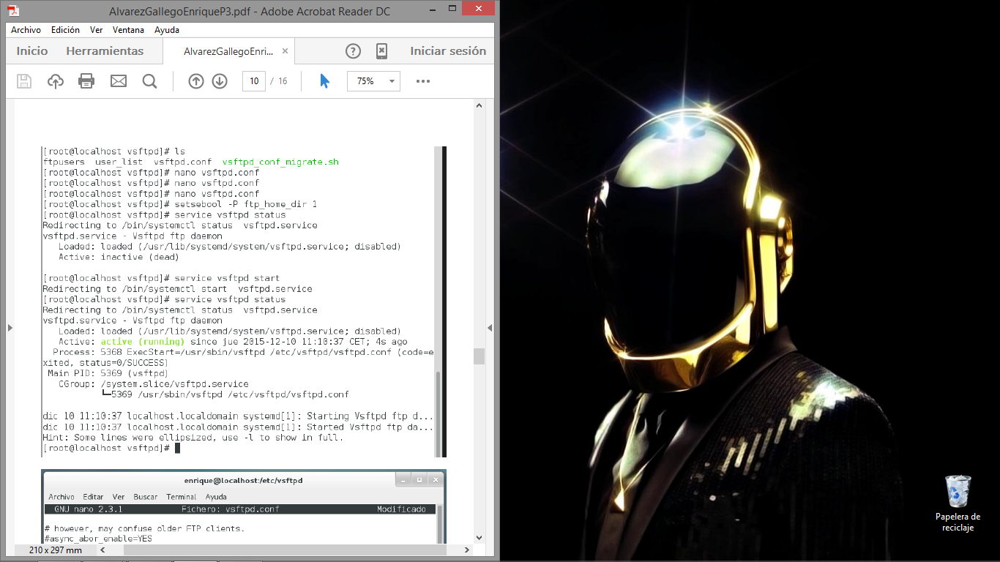 AlvarezGallegoEnriqueP3.pdf - Adobe Acrobat Reader DC
Archivo Edición Ver Ventana Ayuda
Inicio Herramientas AlvarezGallegoEnri... Iniciar sesión
10 / 16 75%
[root@localhost vsftpd]# ls
ftpusers user_list vsftpd.conf vsftpd_conf_migrate.sh
[root@localhost vsftpd]# nano vsftpd.conf
[root@localhost vsftpd]# nano vsftpd.conf
[root@localhost vsftpd]# nano vsftpd.conf
[root@localhost vsftpd]# setsebool -P ftp_home_dir 1
[root@localhost vsftpd]# service vsftpd status
Redirecting to /bin/systemctl status vsftpd.service
vsftpd.service - Vsftpd ftp daemon
Loaded: loaded (/usr/lib/systemd/system/vsftpd.service; disabled)
Active: inactive (dead)
[root@localhost vsftpd]# service vsftpd start
Redirecting to /bin/systemctl start vsftpd.service
[root@localhost vsftpd]# service vsftpd status
Redirecting to /bin/systemctl status vsftpd.service
vsftpd.service - Vsftpd ftp daemon
Loaded: loaded (/usr/lib/systemd/system/vsftpd.service; disabled)
Active: active (running) since jue 2015-12-10 11:10:37 CET; 4s ago
Process: 5368 ExecStart=/usr/sbin/vsftpd /etc/vsftpd/vsftpd.conf (code=e
xited, status=0/SUCCESS)
Main PID: 5369 (vsftpd)
CGroup: /system.slice/vsftpd.service
└─5369 /usr/sbin/vsftpd /etc/vsftpd/vsftpd.conf
dic 10 11:10:37 localhost.localdomain systemd[1]: Starting Vsftpd ftp d...
dic 10 11:10:37 localhost.localdomain systemd[1]: Started Vsftpd ftp da...
Hint: Some lines were ellipsized, use -l to show in full.
[root@localhost vsftpd]#
enrique@localhost:/etc/vsftpd
Archivo Editar Ver Buscar Terminal Ayuda
GNU nano 2.3.1 Fichero: vsftpd.conf Modificado
# however, may confuse older FTP clients.
#async_abor_enable=YES
210 x 297 mm
Papelera de
reciclaje